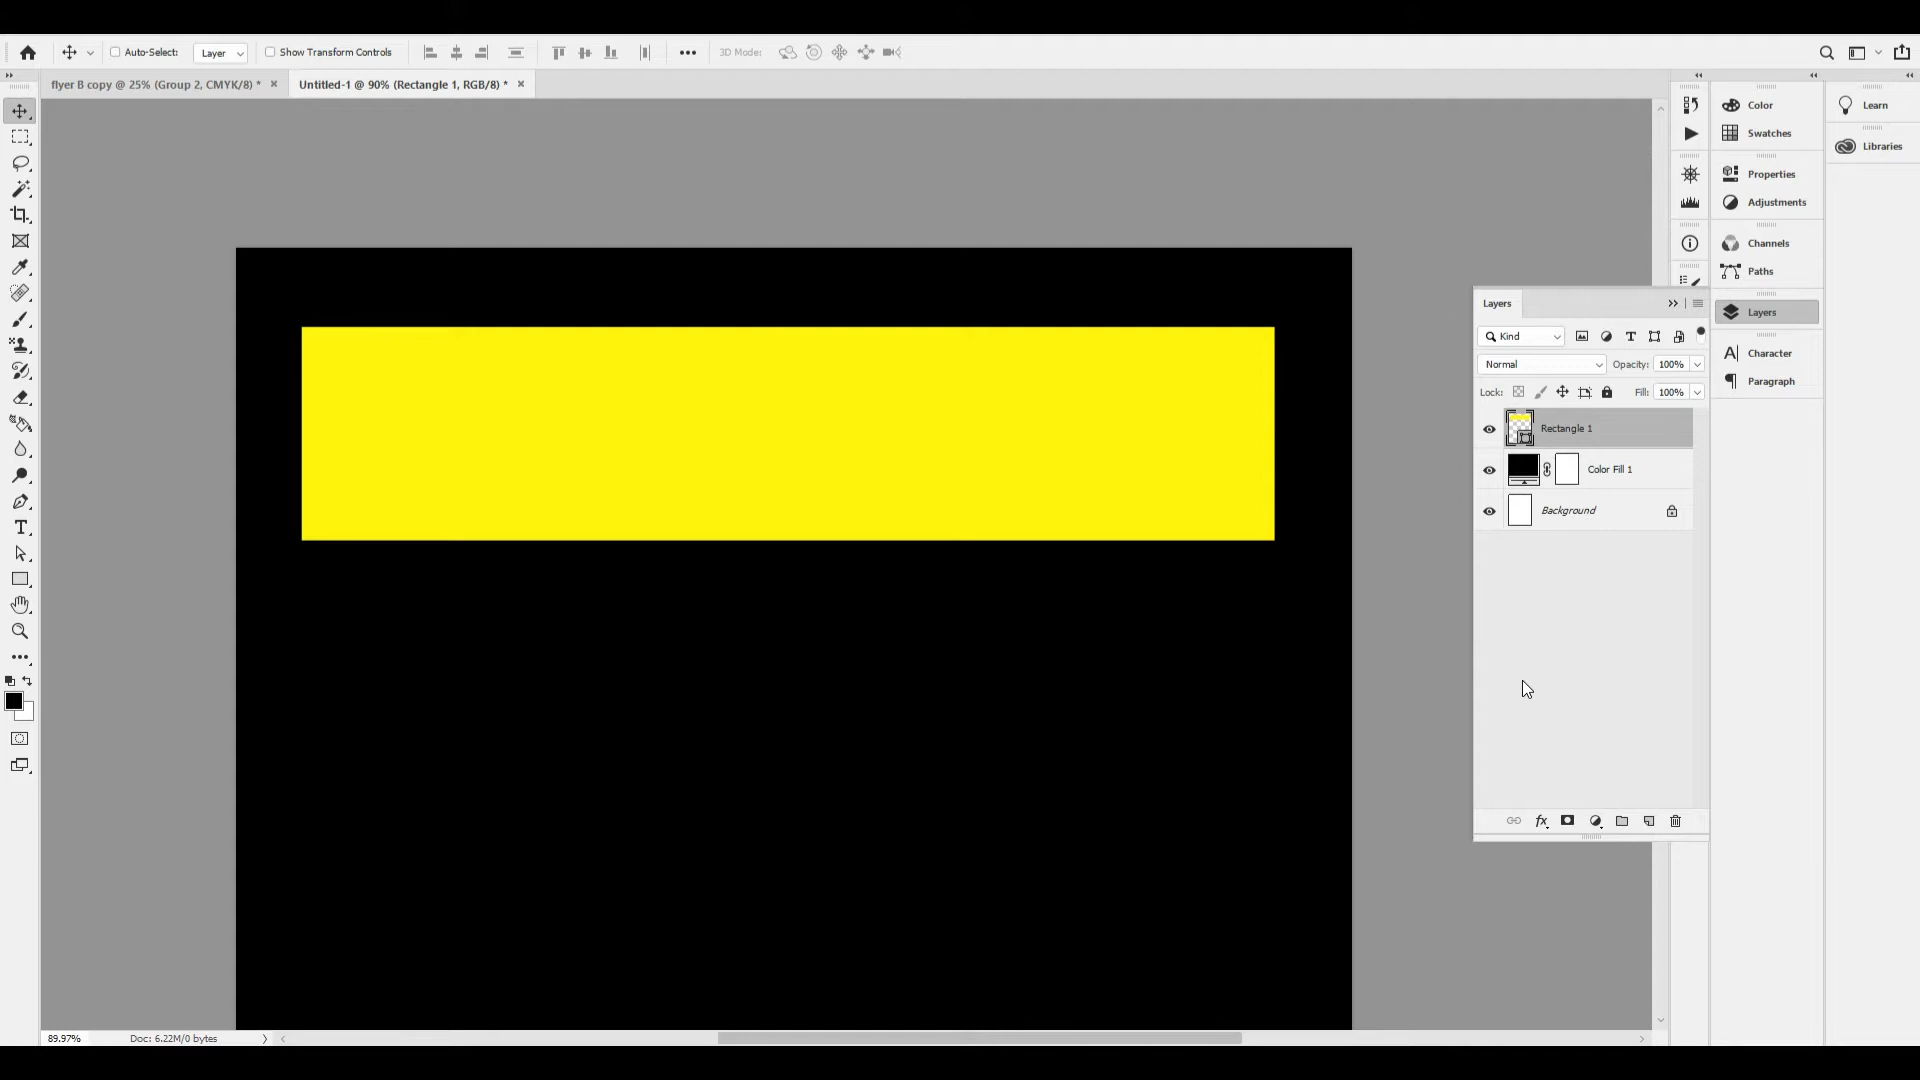 Auto-Select: Layer Show Transform Controls 3D Mode:
flyer B copy @ 25% (Group 2, CMYK/8) * Untitled-1 @ 90% (Rectangle 1, RGB/8) *
Color
Swatches
Properties
Adjustments
Channels
Paths
Layers
Character
Paragraph
Learn
Libraries
Layers
Kind
Normal Opacity: 100%
Lock: Fill: 100%
Rectangle 1
Color Fill 1
Background
89.97% Doc: 6.22M/0 bytes